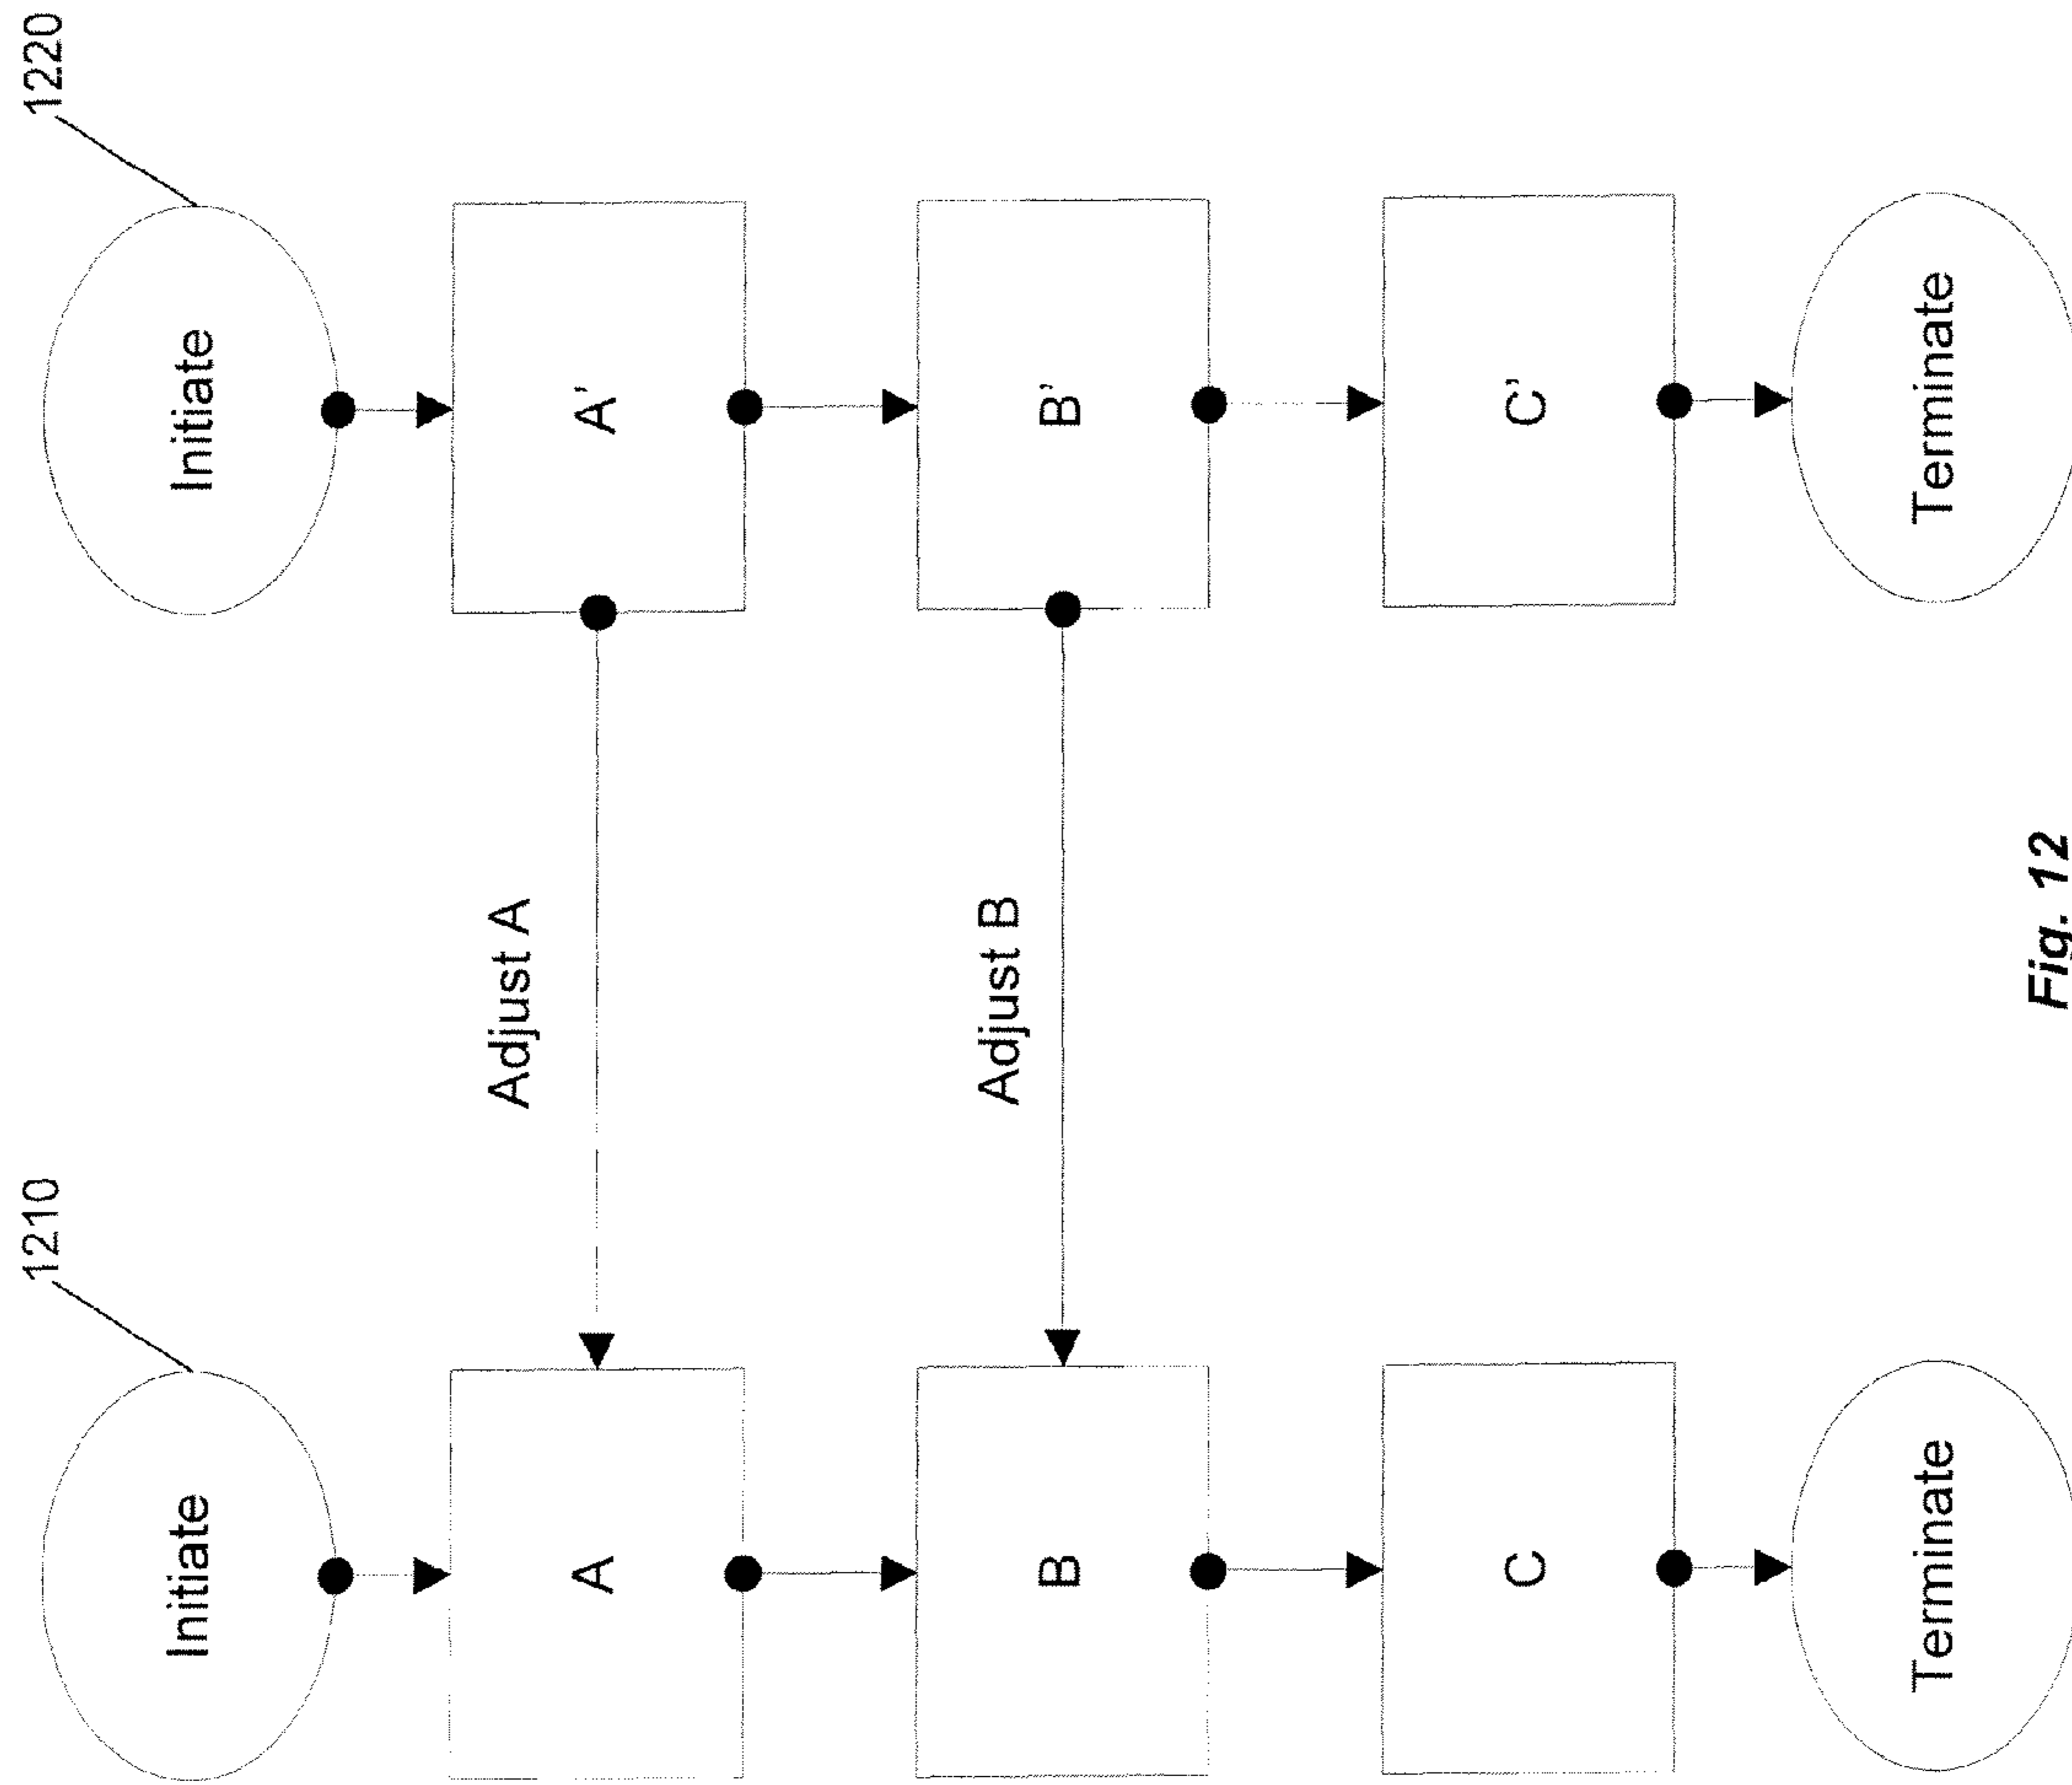 1210
1220
Initiate
Initiate
Adjust A
A
A'
Adjust B
B
B'
C
C'
Terminate
Terminate
Fig. 12